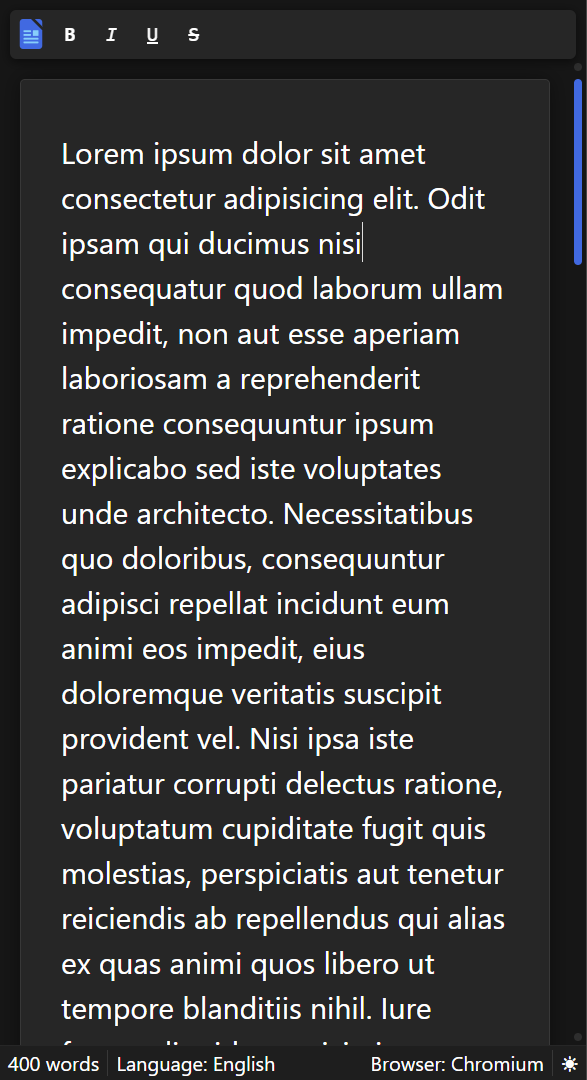 B I U S
Lorem ipsum dolor sit amet
consectetur adipisicing elit. Odit
ipsam qui ducimus nisi
consequatur quod laborum ullam
impedit, non aut esse aperiam
laboriosam a reprehenderit
ratione consequuntur ipsum
explicabo sed iste voluptates
unde architecto. Necessitatibus
quo doloribus, consequuntur
adipisci repellat incidunt eum
animi eos impedit, eius
doloremque veritatis suscipit
provident vel. Nisi ipsa iste
pariatur corrupti delectus ratione,
voluptatum cupiditate fugit quis
molestias, perspiciatis aut tenetur
reiciendis ab repellendus qui alias
ex quas animi quos libero ut
tempore blanditiis nihil. Iure
400 words Language: English Browser: Chromium